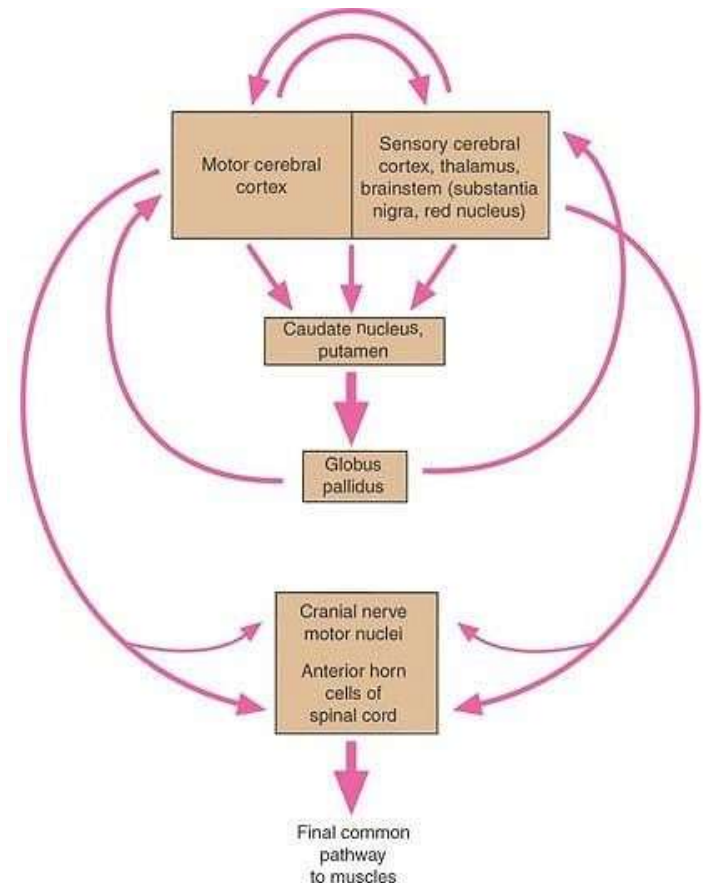 Motor cerebral
cortex
Sensory cerebral
cortex, thalamus,
brainstem (substantia
nigra, red nucleus)
Caudate nucleus,
putamen
Globus
pallidus
Cranial nerve
motor nuclei
Anterior horn
cells of
spinal cord
Final common
pathway
to muscles